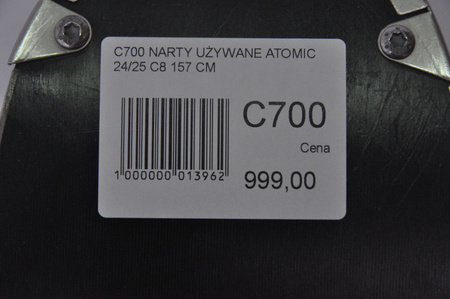 C700 NARTY UŻYWANE ATOMIC
24/25 C8 157 CM
C700
Cena
999,00
1 000000 013962